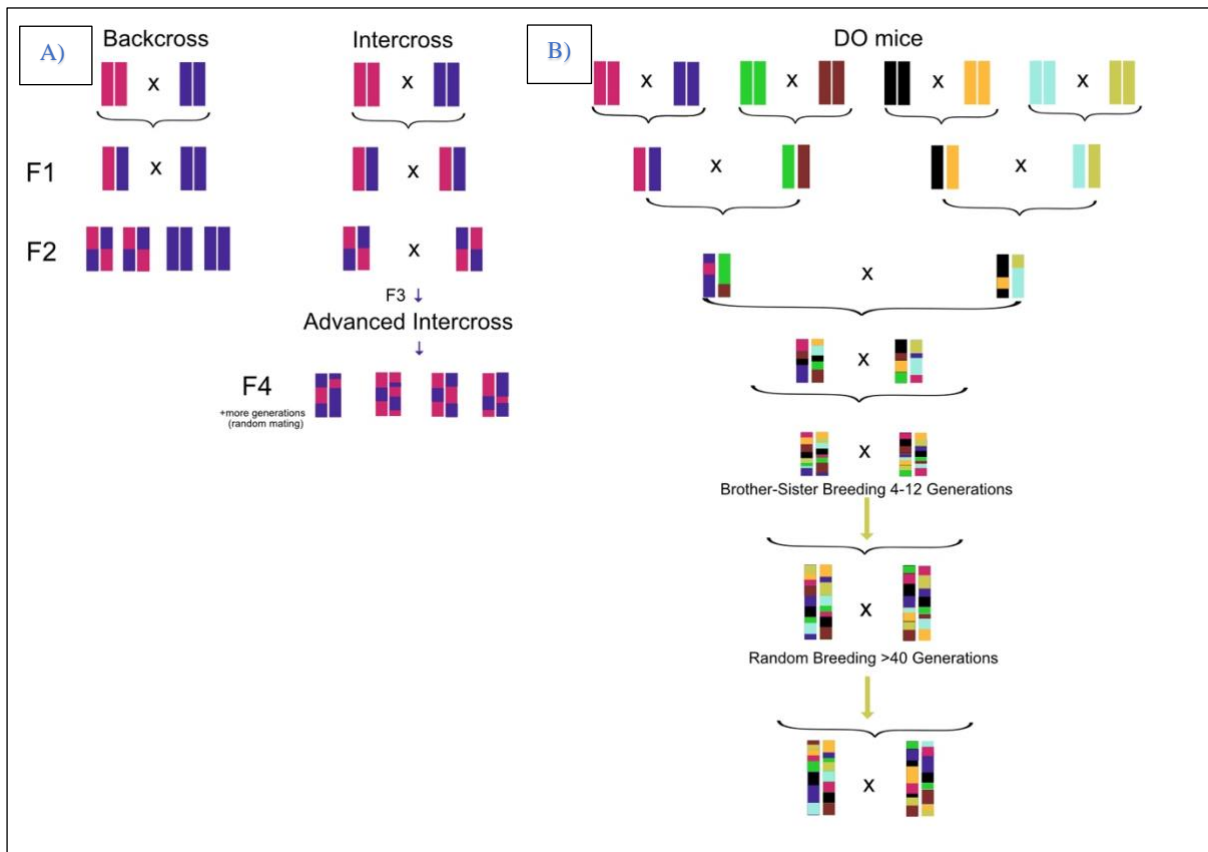 A)
Backcross
x
F1
x
F2
Intercross
x
x
x
F3 ↓
Advanced Intercross
↓
F4
+more generations
(random mating)
B)
DO mice
x x x x
x x
x
x
x
Brother-Sister Breeding 4-12 Generations
x
Random Breeding >40 Generations
x